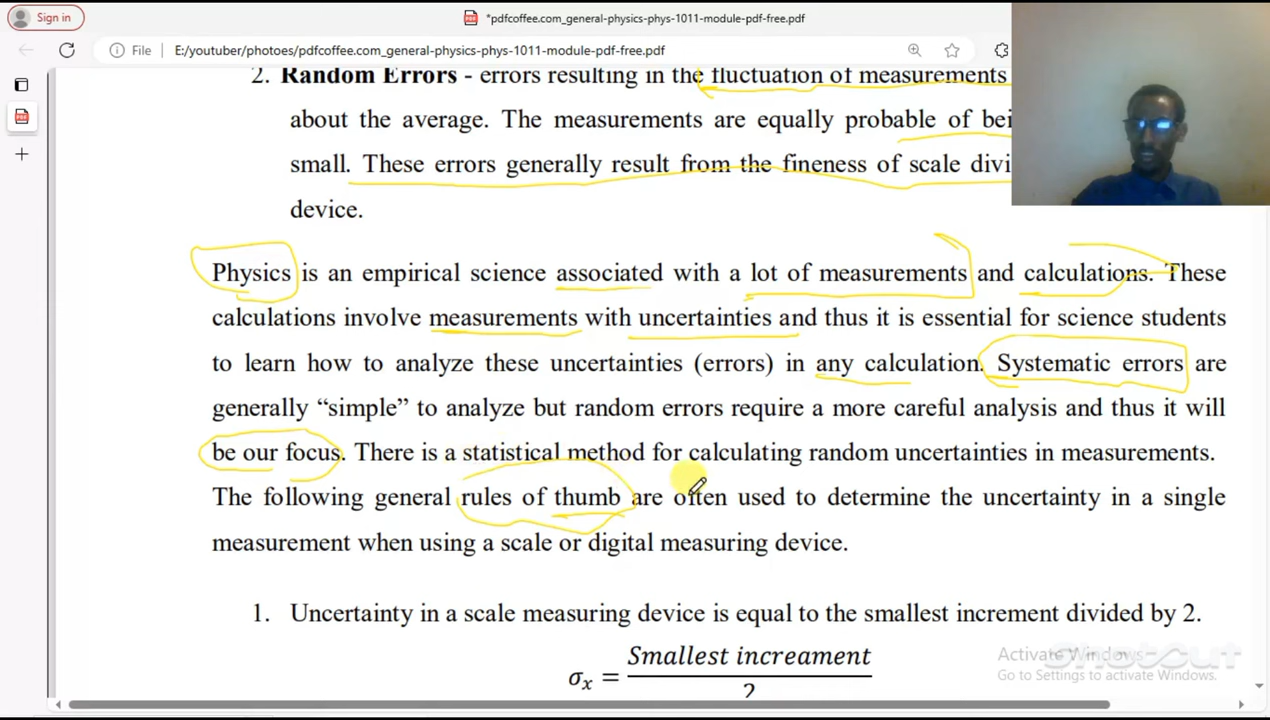 Sign in
*pdfcoffee.com_general-physics-phys-1011-module-pdf-free.pdf
File E:/youtuber/photoes/pdfcoffee.com_general-physics-phys-1011-module-pdf-free.pdf
2. Random Errors - errors resulting in the fluctuation of measurements
about the average. The measurements are equally probable of bei
small. These errors generally result from the fineness of scale divi
device.
Physics is an empirical science associated with a lot of measurements and calculations. These
calculations involve measurements with uncertainties and thus it is essential for science students
to learn how to analyze these uncertainties (errors) in any calculation. Systematic errors are
generally “simple” to analyze but random errors require a more careful analysis and thus it will
be our focus. There is a statistical method for calculating random uncertainties in measurements.
The following general rules of thumb are often used to determine the uncertainty in a single
measurement when using a scale or digital measuring device.
1. Uncertainty in a scale measuring device is equal to the smallest increment divided by 2.
σx = Smallest increament / 2
Activate Windows
Shotcut
Go to Settings to activate Windows.